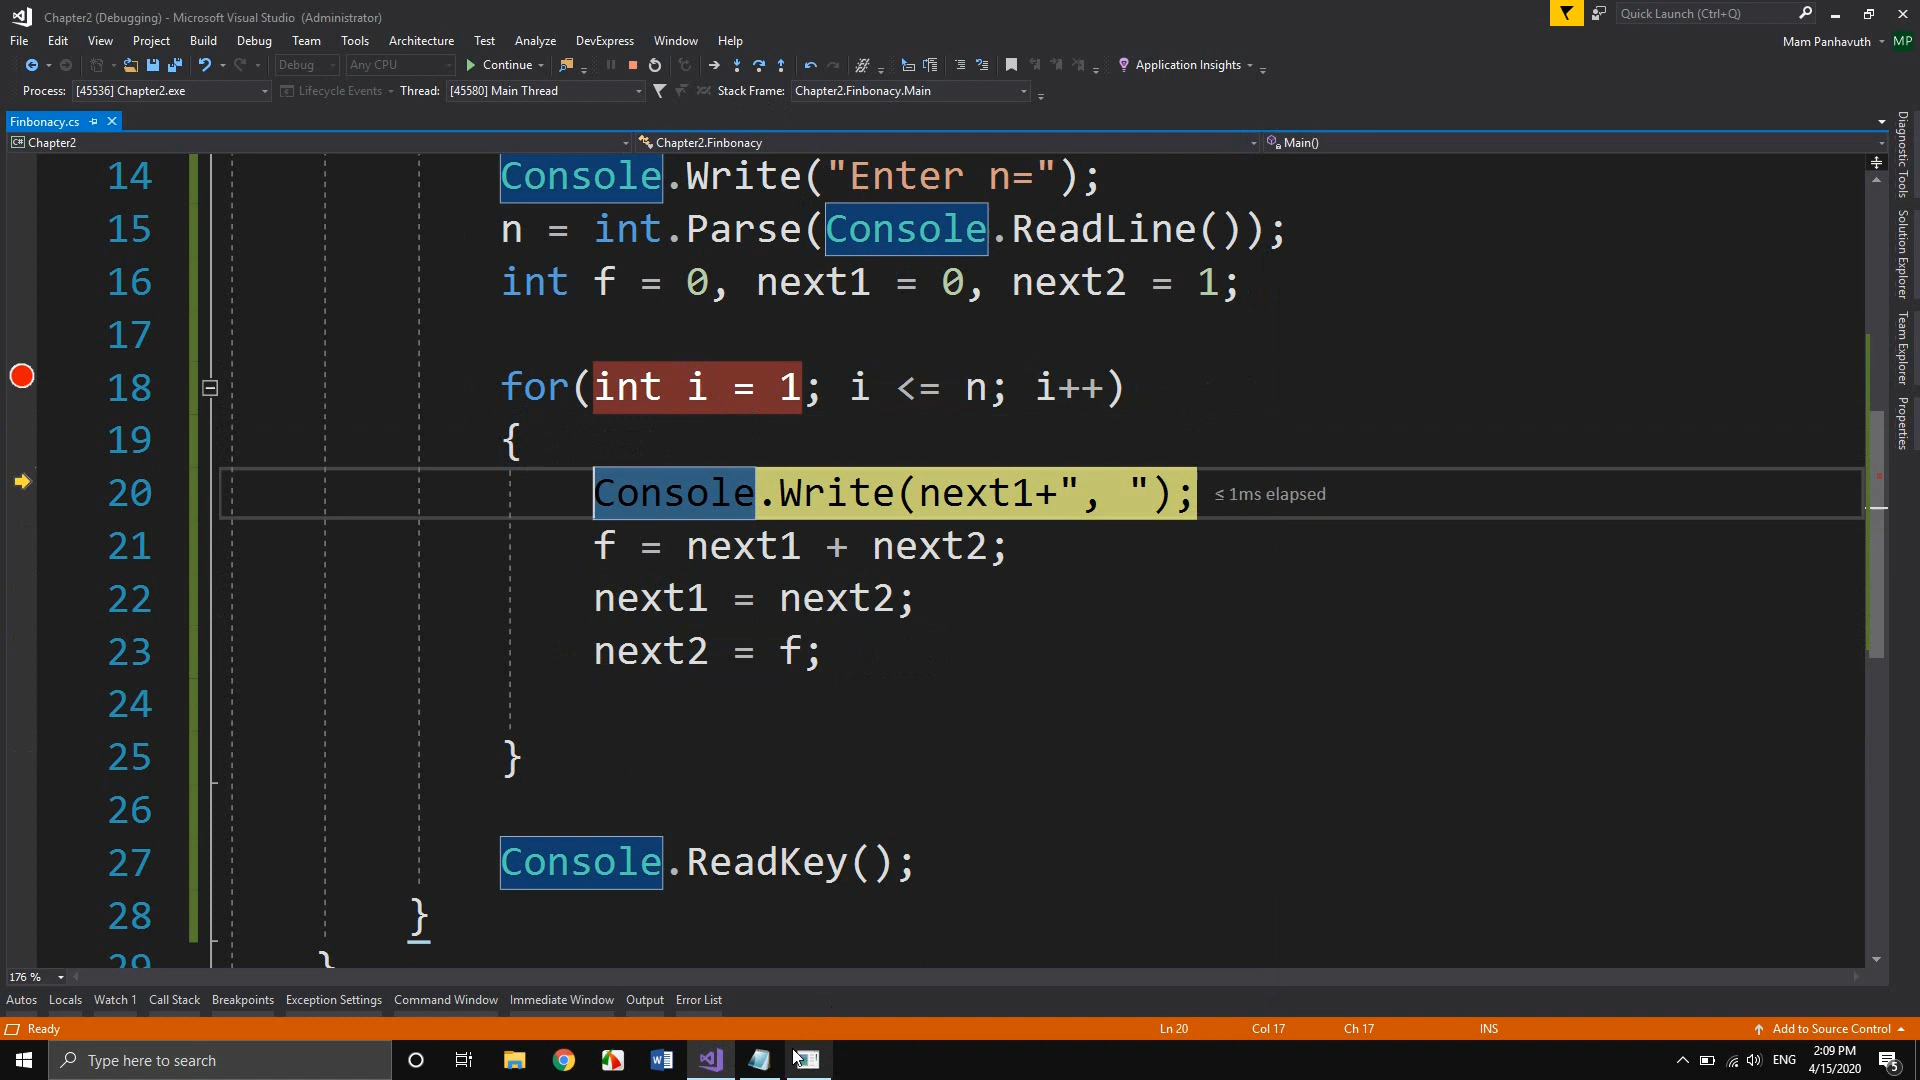 Chapter2 (Debugging) - Microsoft Visual Studio (Administrator)
Quick Launch (Ctrl+Q)
File Edit View Project Build Debug Team Tools Architecture Test Analyze DevExpress Window Help
Mam Panhavuth MP
Debug Any CPU Continue Application Insights
Process: [45536] Chapter2.exe Lifecycle Events Thread: [45580] Main Thread Stack Frame: Chapter2.Finbonacy.Main
Finbonacy.cs
C# Chapter2 Chapter2.Finbonacy Main()
14 Console.Write("Enter n=");
15 n = int.Parse(Console.ReadLine());
16 int f = 0, next1 = 0, next2 = 1;
17
18 for(int i = 1; i <= n; i++)
19 {
20 Console.Write(next1+", "); ≤ 1ms elapsed
21 f = next1 + next2;
22 next1 = next2;
23 next2 = f;
24
25 }
26
27 Console.ReadKey();
28 }
29 }
Diagnostic Tools
Solution Explorer
Team Explorer
Properties
176 %
Autos Locals Watch 1 Call Stack Breakpoints Exception Settings Command Window Immediate Window Output Error List
Ready Ln 20 Col 17 Ch 17 INS Add to Source Control
Type here to search
ENG
2:09 PM
4/15/2020
5